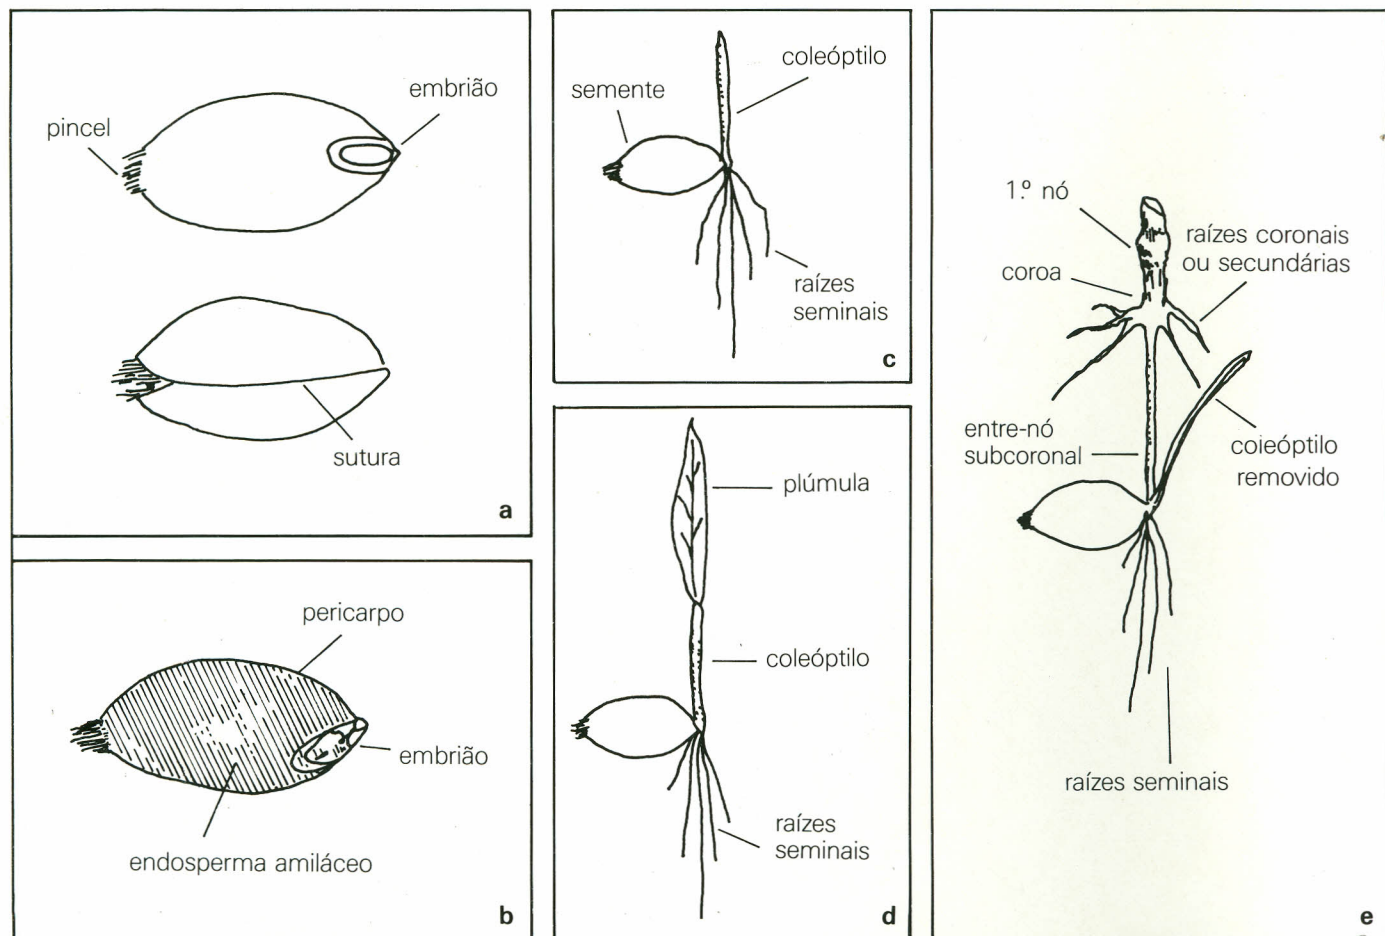 embrião
pincel
sutura
a
pericarpo
embrião
endosperma amiláceo
b
coleóptilo
semente
raízes
seminais
c
plúmula
coleóptilo
raízes
seminais
d
1.º nó
raízes coronais
ou secundárias
coroa
entre-nó
subcoronal
coieóptilo
removido
raízes seminais
e